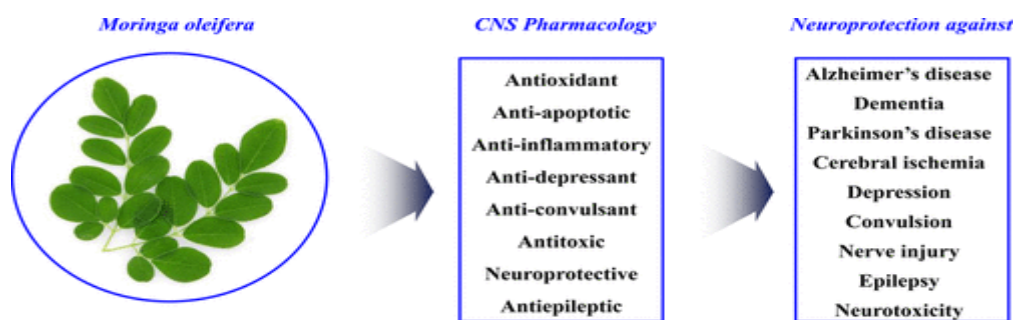 Moringa oleifera
CNS Pharmacology
Antioxidant
Anti-apoptotic
Anti-inflammatory
Anti-depressant
Anti-convulsant
Antitoxic
Neuroprotective
Antiepileptic
Neuroprotection against
Alzheimer's disease
Dementia
Parkinson's disease
Cerebral ischemia
Depression
Convulsion
Nerve injury
Epilepsy
Neurotoxicity